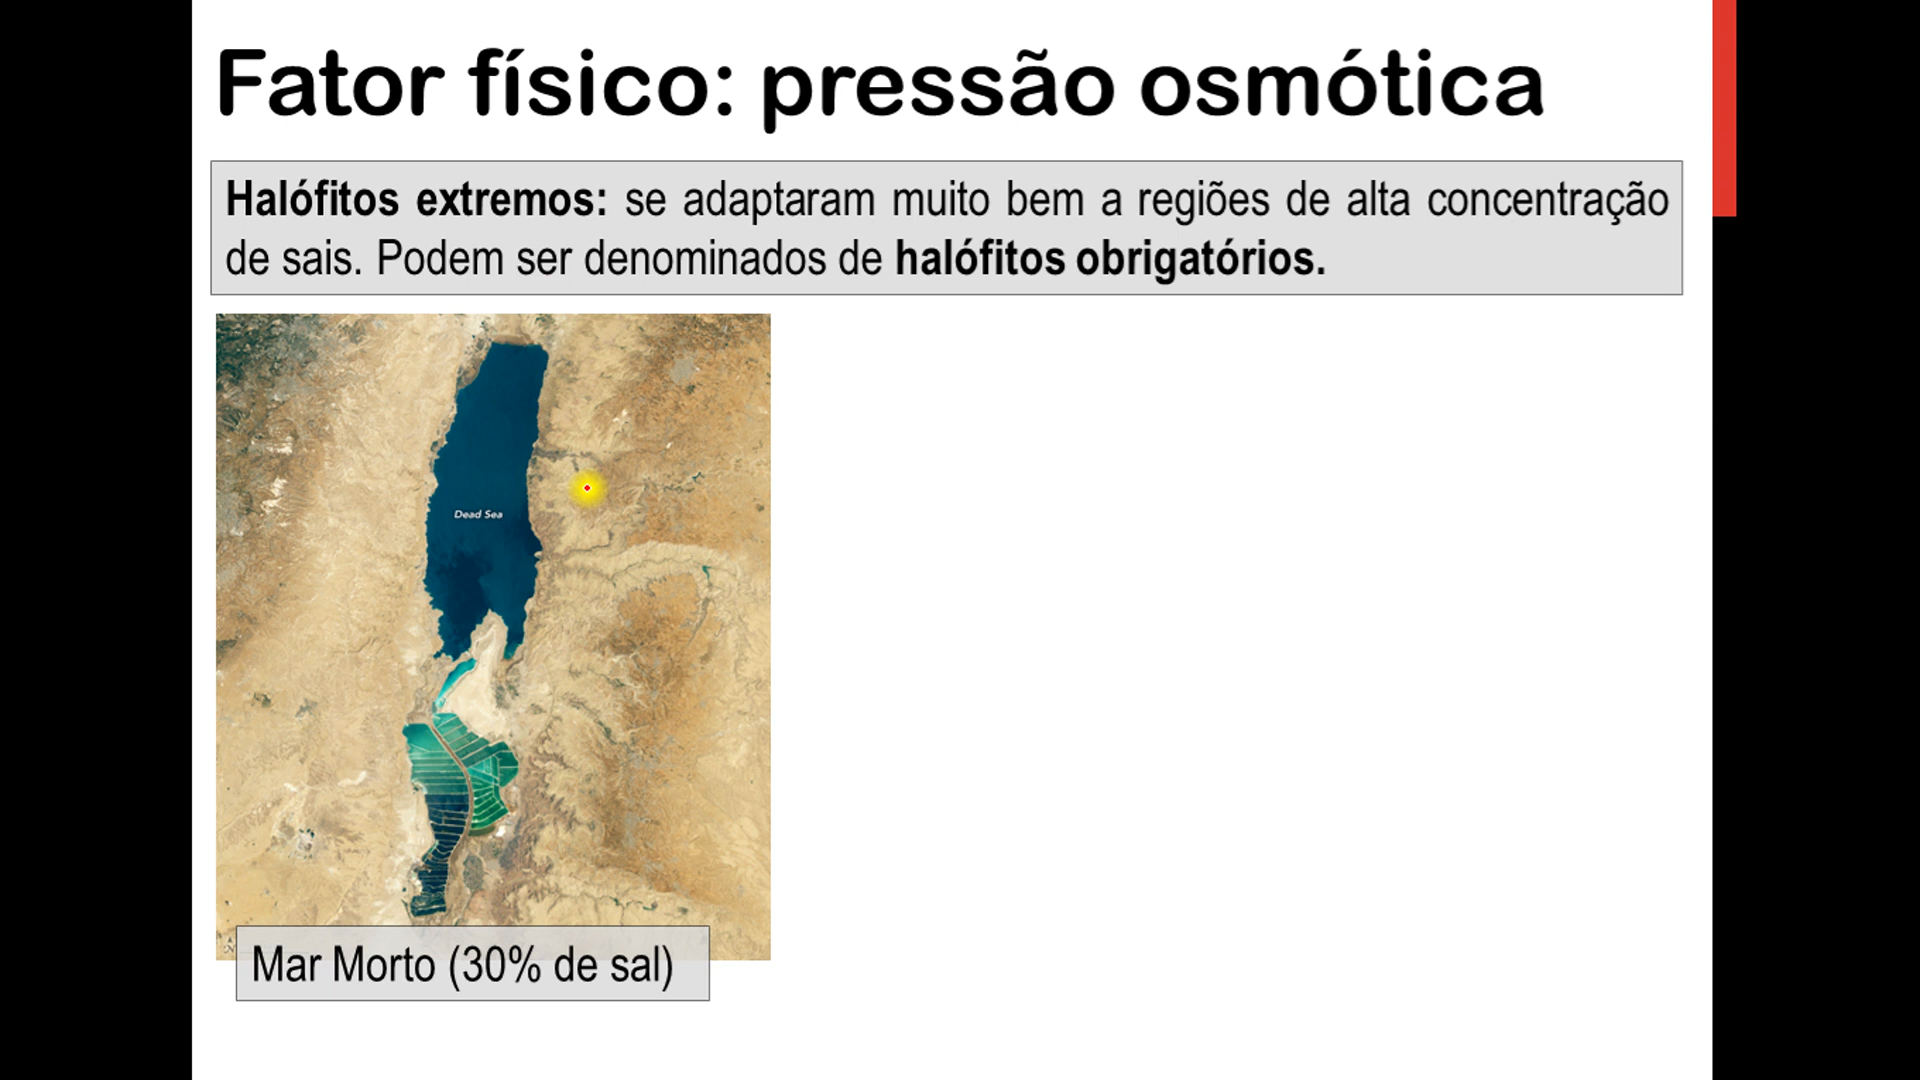 Fator físico: pressão osmótica
Halófitos extremos: se adaptaram muito bem a regiões de alta concentração
de sais. Podem ser denominados de halófitos obrigatórios.
Dead Sea
Mar Morto (30% de sal)